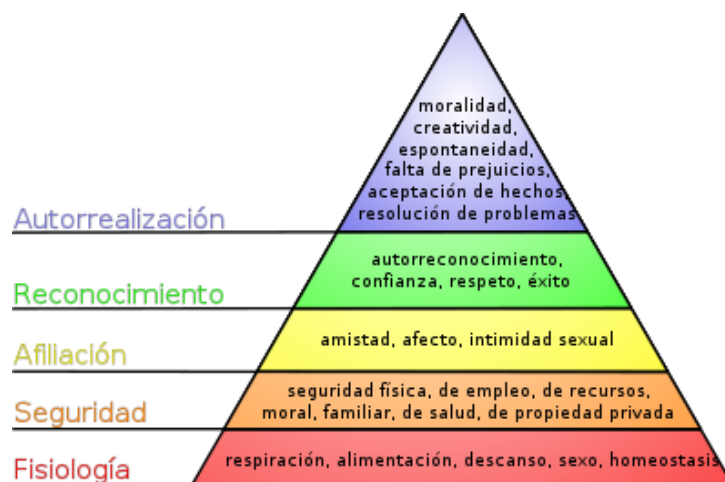 moralidad,
creatividad,
espontaneidad,
falta de prejuicios,
aceptación de hechos,
resolución de problemas
Autorrealización
autorreconocimiento,
confianza, respeto, éxito
Reconocimiento
amistad, afecto, intimidad sexual
Afiliación
seguridad física, de empleo, de recursos,
moral, familiar, de salud, de propiedad privada
Seguridad
respiración, alimentación, descanso, sexo, homeostasis
Fisiología